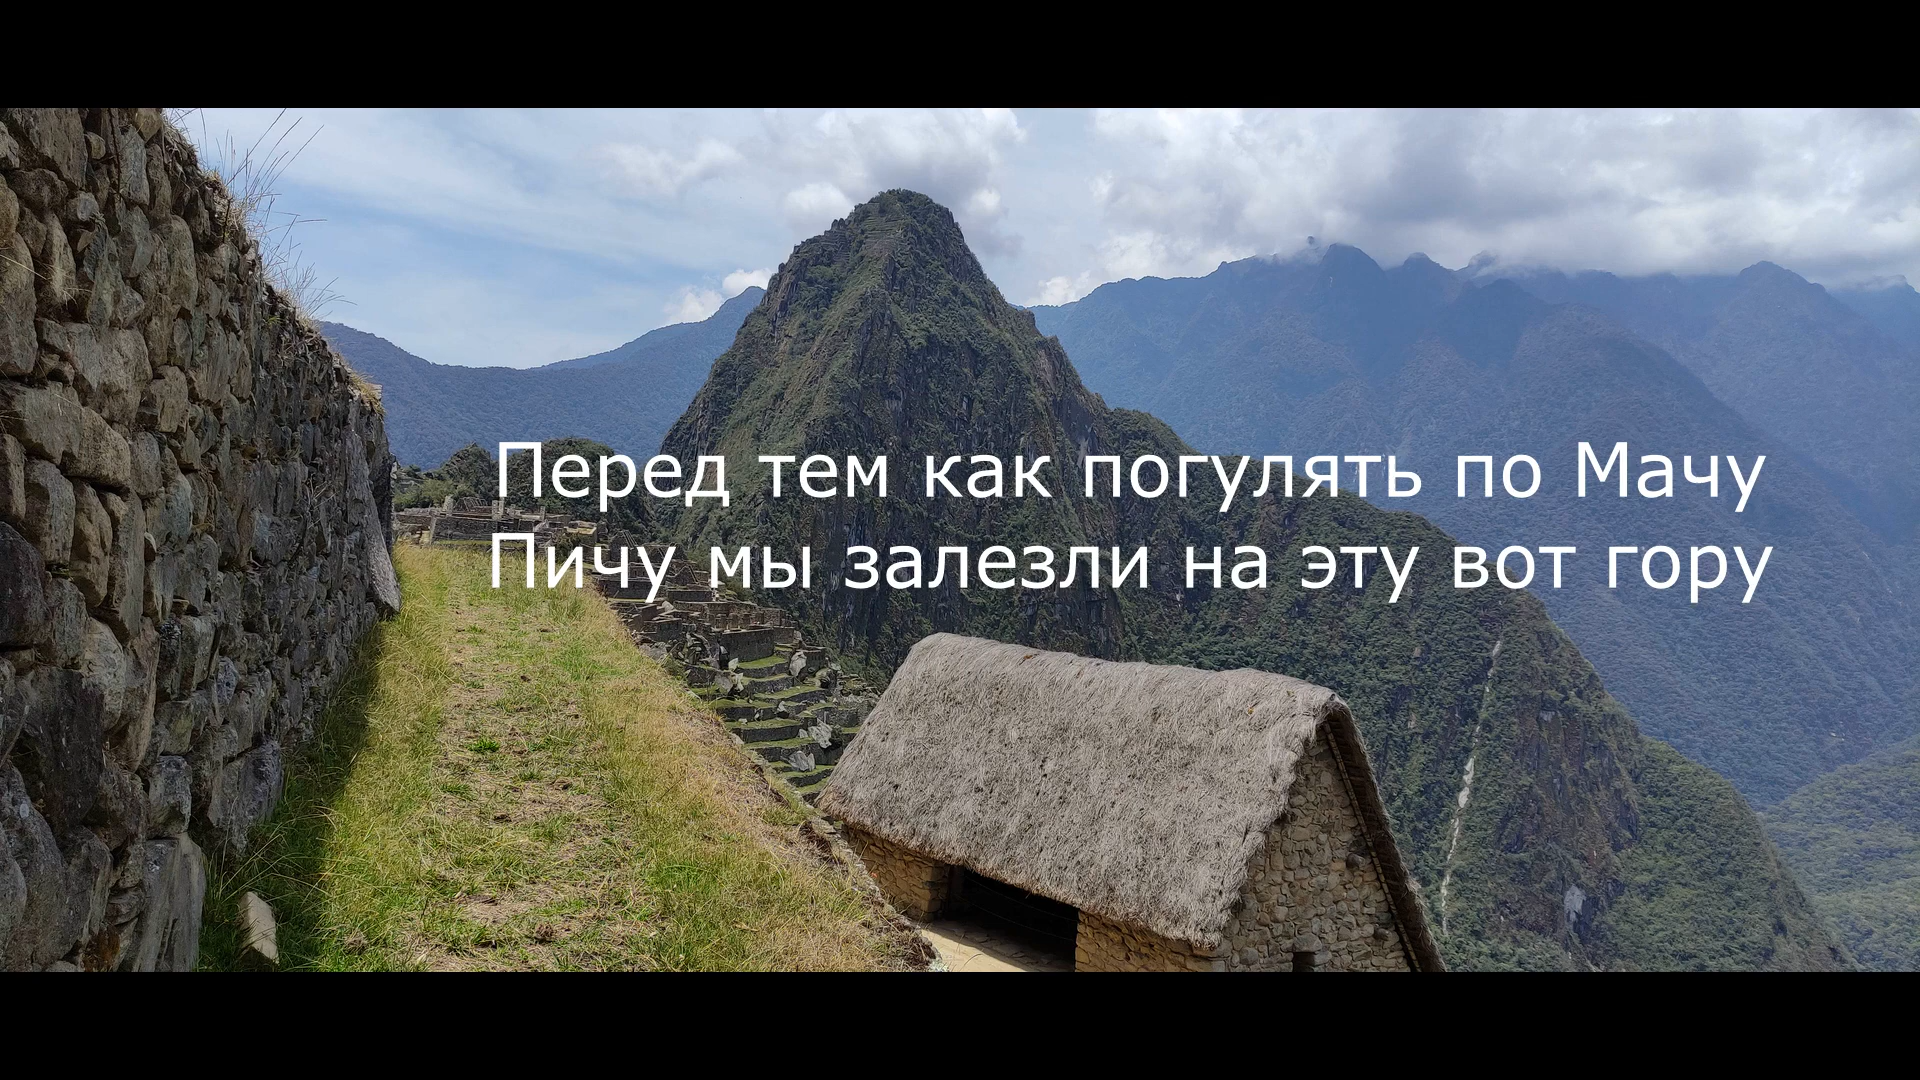 Перед тем как погулять по Мачу
Пичу мы залезли на эту вот гору